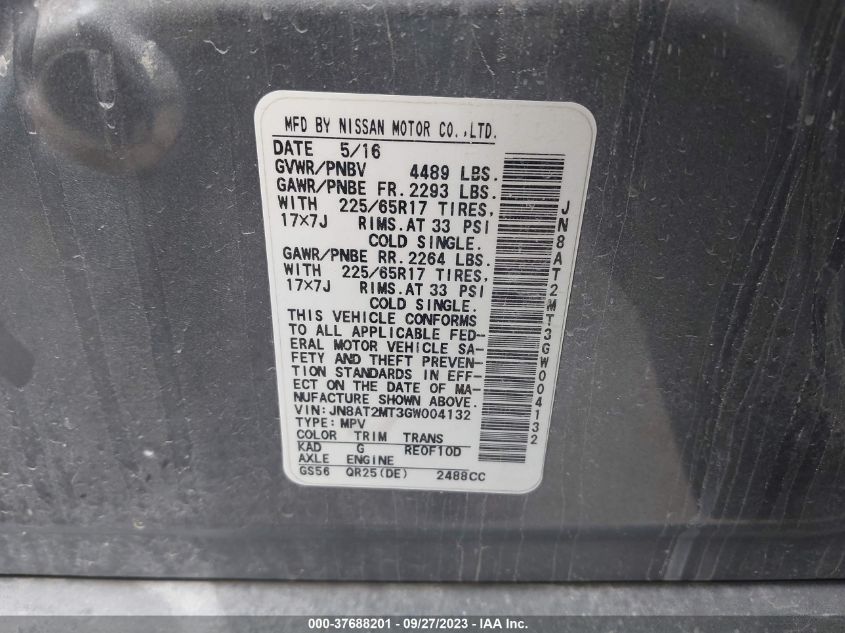 MFD BY NISSAN MOTOR CO.,LTD.
DATE 5/16
GVWR/PNBV 4489 LBS.
GAWR/PNBE FR. 2293 LBS.
WITH 225/65R17 TIRES,
17×7J RIMS.AT 33 PSI
COLD SINGLE.
GAWR/PNBE RR. 2264 LBS.
WITH 225/65R17 TIRES,
17×7J RIMS.AT 33 PSI
COLD SINGLE.
THIS VEHICLE CONFORMS
TO ALL APPLICABLE FED-
ERAL MOTOR VEHICLE SA-
FETY AND THEFT PREVEN-
TION STANDARDS IN EFF-
ECT ON THE DATE OF MA-
NUFACTURE SHOWN ABOVE.
VIN:JN8AT2MT3GW004132
TYPE:MPV
COLOR TRIM TRANS
KAD G RE0F10D
AXLE ENGINE
GS56 QR25(DE) 2488CC
JN8AT2MT3GW004132
000-37688201 - 09/27/2023 - IAA Inc.